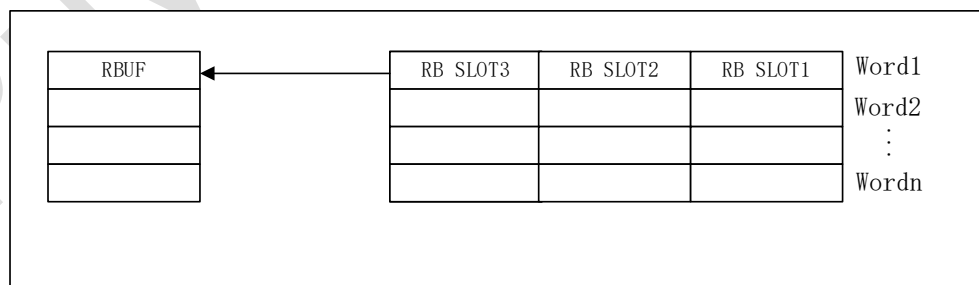 RBUF RB SLOT3 RB SLOT2 RB SLOT1 Word1
Word2
⋮
Wordn